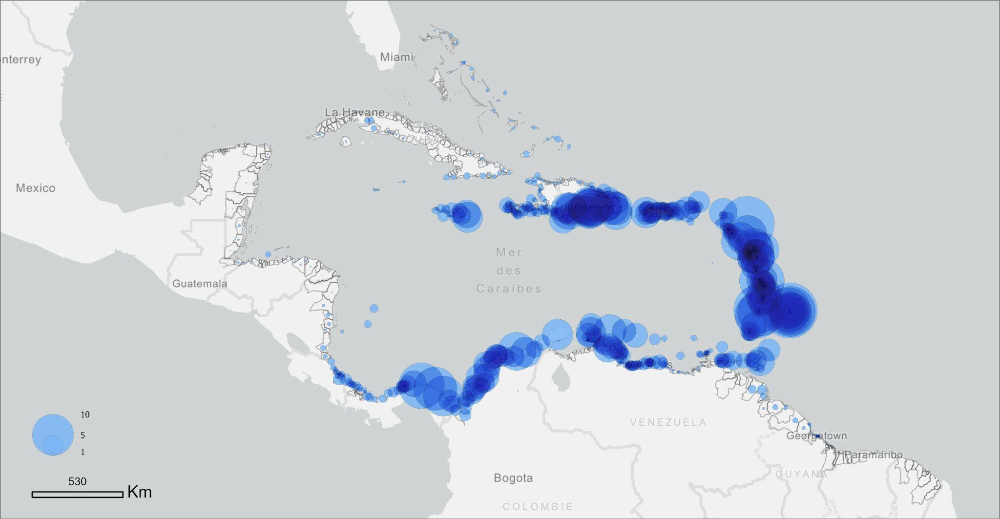 Miami
nterrey
La Havane
CUBA
Mexico
Mer
des
Caraïbes
Guatemala
VENEZUELA
10
5
1
Georgetown
Paramaribo
GUYANA
Bogota
530
Km
COLOMBIE